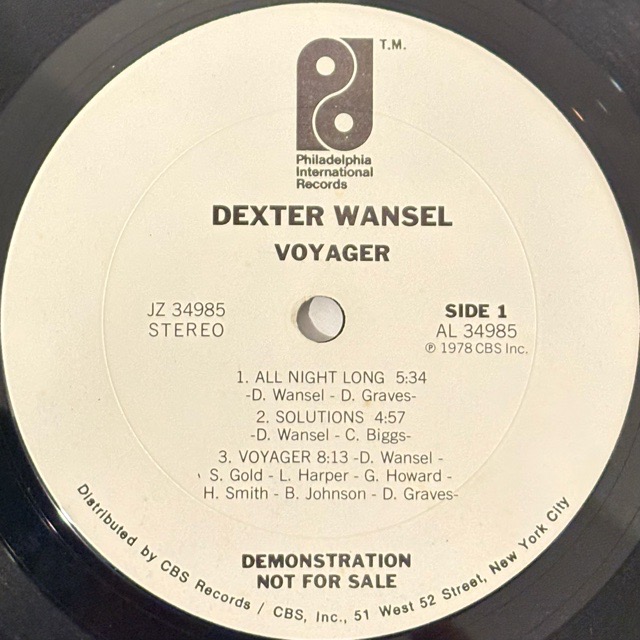 T.M.
Philadelphia
International
Records
DEXTER WANSEL
VOYAGER
JZ 34985
STEREO
SIDE 1
AL 34985
℗ 1978 CBS Inc.
1. ALL NIGHT LONG 5:34
-D. Wansel - D. Graves-
2. SOLUTIONS 4:57
-D. Wansel - C. Biggs-
3. VOYAGER 8:13 -D. Wansel -
S. Gold - L. Harper - G. Howard -
H. Smith - B. Johnson - D. Graves-
DEMONSTRATION
NOT FOR SALE
Distributed by CBS Records / CBS, Inc., 51 West 52 Street, New York City